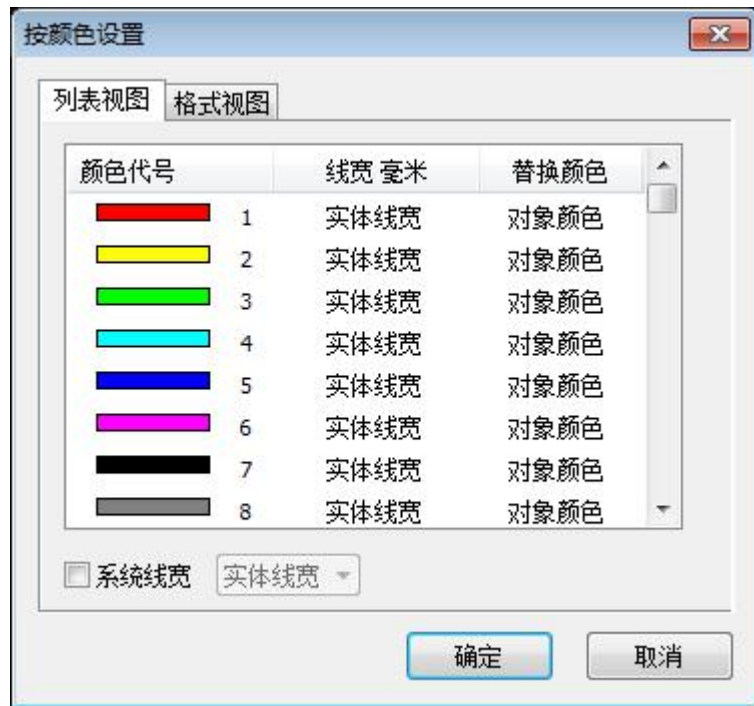 按颜色设置
列表视图 格式视图
颜色代号 线宽 毫米 替换颜色
1 实体线宽 对象颜色
2 实体线宽 对象颜色
3 实体线宽 对象颜色
4 实体线宽 对象颜色
5 实体线宽 对象颜色
6 实体线宽 对象颜色
7 实体线宽 对象颜色
8 实体线宽 对象颜色
系统线宽 实体线宽
确定 取消